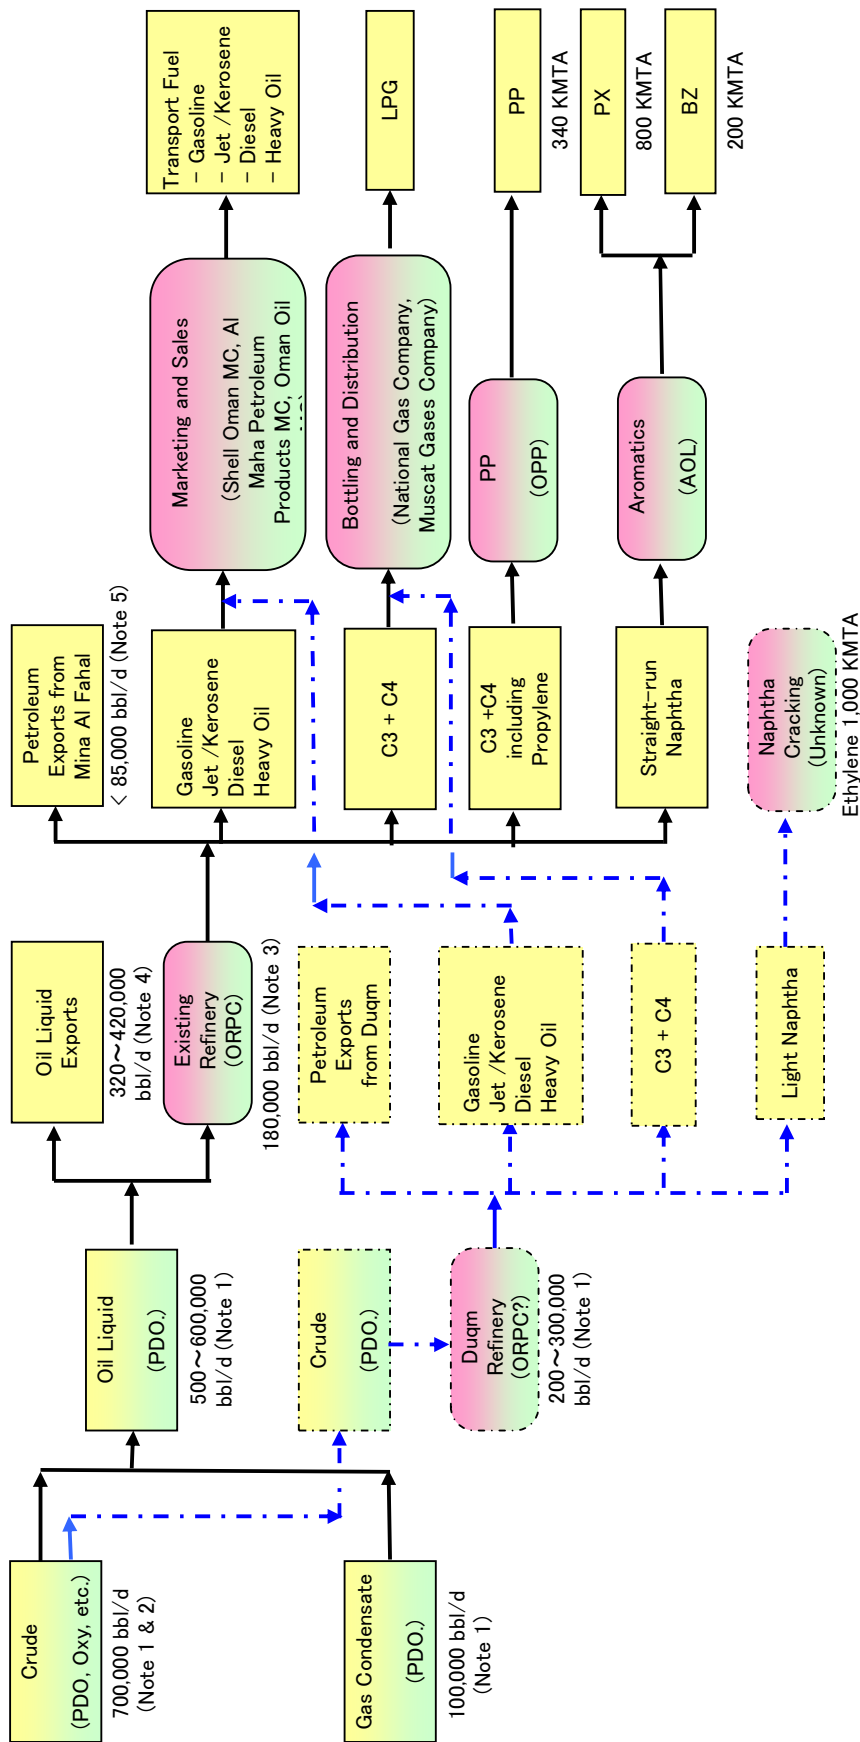 Crude
(PDO, Oxy, etc.)
700,000 bbl/d
(Note 1 & 2)
Gas Condensate
(PDO.)
100,000 bbl/d
(Note 1)
Oil Liquid
(PDO.)
500～600,000
bbl/d (Note 1)
Crude
(PDO.)
Duqm
Refinery
(ORPC?)
200～300,000
bbl/d (Note 1)
Oil Liquid
Exports
320～420,000
bbl/d (Note 4)
Existing
Refinery
(ORPC)
180,000 bbl/d (Note 3)
Petroleum
Exports
from Duqm
Gasoline
Jet /Kerosene
Diesel
Heavy Oil
C3 + C4
Light Naphtha
Petroleum
Exports from
Mina Al Fahal
< 85,000 bbl/d (Note 5)
Gasoline
Jet /Kerosene
Diesel
Heavy Oil
C3 + C4
C3 +C4
including
Propylene
Straight-run
Naphtha
Naphtha
Cracking
(Unknown)
Ethylene 1,000 KMTA
Marketing and Sales
(Shell Oman MC, Al
Maha Petroleum
Products MC, Oman Oil
Bottling and Distribution
(National Gas Company,
Muscat Gases Company)
PP
(OPP)
Aromatics
(AOL)
Transport Fuel
- Gasoline
- Jet /Kerosene
- Diesel
- Heavy Oil
LPG
PP
340 KMTA
PX
800 KMTA
BZ
200 KMTA